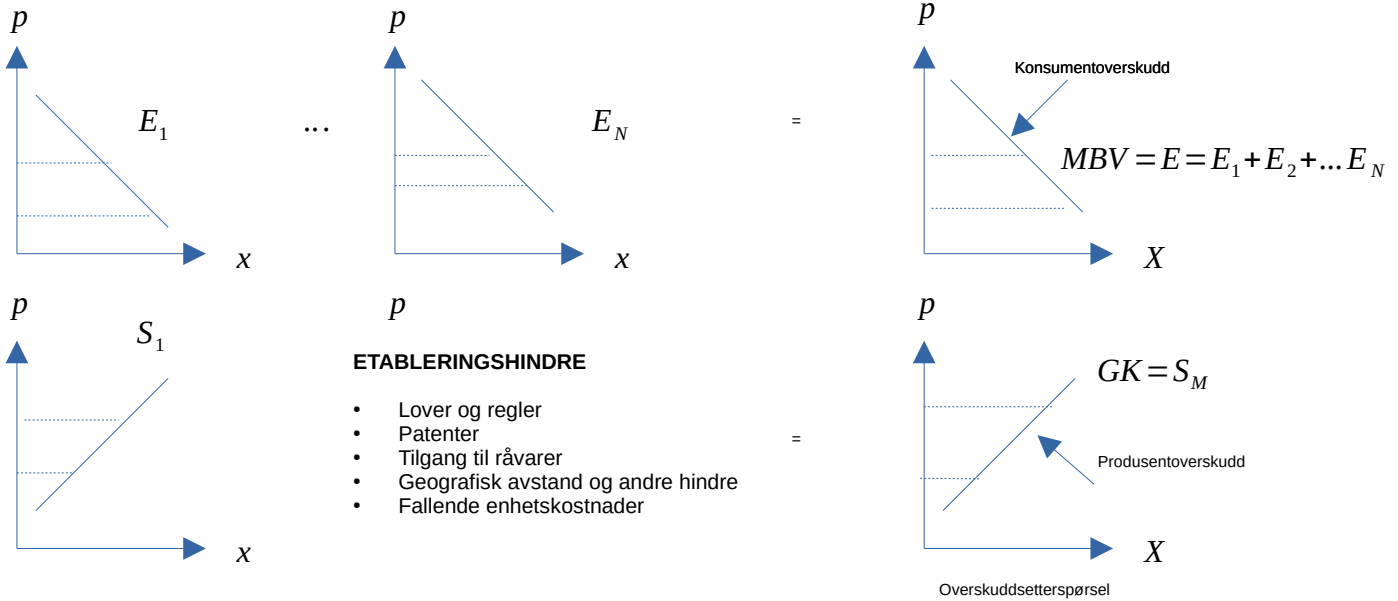 p
p
p
Konsumentoverskudd
E1
...
EN
=
MBV = E = E1 + E2 + ... EN
x
x
X
p
p
p
S1
ETABLERINGSHINDRE
GK = SM
• Lover og regler
• Patenter
• Tilgang til råvarer
• Geografisk avstand og andre hindre
• Fallende enhetskostnader
=
Produsentoverskudd
x
X
Overskuddsetterspørsel